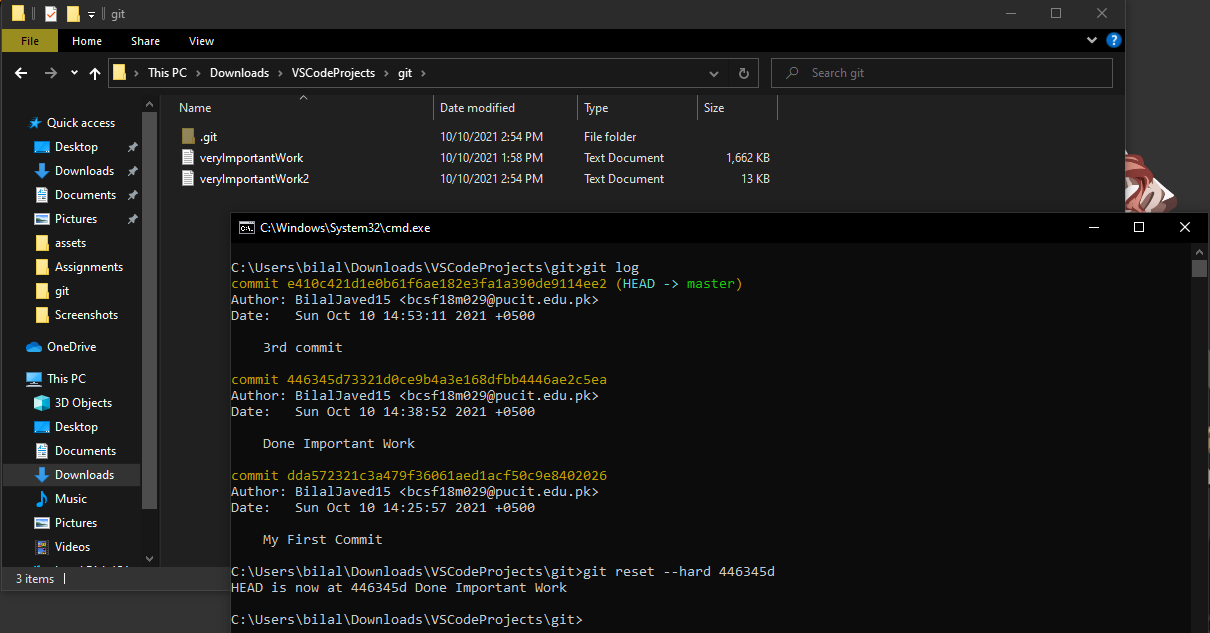 git
File Home Share View
This PC Downloads VSCodeProjects git
Search git
Name Date modified Type Size
.git 10/10/2021 2:54 PM File folder
veryImportantWork 10/10/2021 1:58 PM Text Document 1,662 KB
veryImportantWork2 10/10/2021 2:54 PM Text Document 13 KB
Quick access
Desktop
Downloads
Documents
Pictures
assets
Assignments
git
Screenshots
OneDrive
This PC
3D Objects
Desktop
Documents
Downloads
Music
Pictures
Videos
3 items
C:\Windows\System32\cmd.exe
C:\Users\bilal\Downloads\VSCodeProjects\git>git log
commit e410c421d1e0b61f6ae182e3fa1a390de9114ee2 (HEAD -> master)
Author: BilalJaved15 <bcsf18m029@pucit.edu.pk>
Date:   Sun Oct 10 14:53:11 2021 +0500
3rd commit
commit 446345d73321d0ce9b4a3e168dfbb4446ae2c5ea
Author: BilalJaved15 <bcsf18m029@pucit.edu.pk>
Date:   Sun Oct 10 14:38:52 2021 +0500
Done Important Work
commit dda572321c3a479f36061aed1acf50c9e8402026
Author: BilalJaved15 <bcsf18m029@pucit.edu.pk>
Date:   Sun Oct 10 14:25:57 2021 +0500
My First Commit
C:\Users\bilal\Downloads\VSCodeProjects\git>git reset --hard 446345d
HEAD is now at 446345d Done Important Work
C:\Users\bilal\Downloads\VSCodeProjects\git>